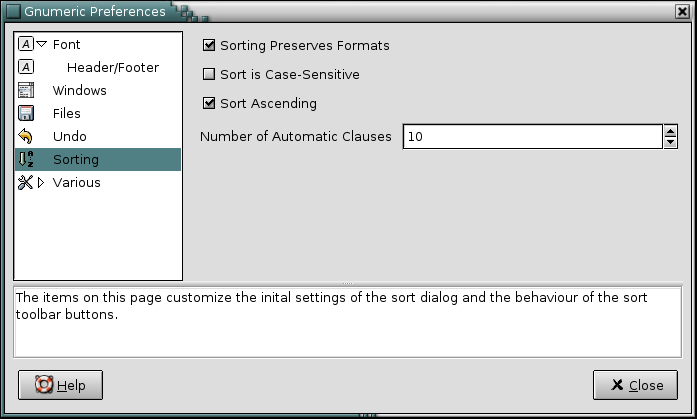 Gnumeric Preferences
Font
Header/Footer
Windows
Files
Undo
Sorting
Various
Sorting Preserves Formats
Sort is Case-Sensitive
Sort Ascending
Number of Automatic Clauses 10
The items on this page customize the inital settings of the sort dialog and the behaviour of the sort
toolbar buttons.
Help
Close